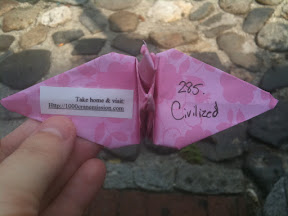 Take home & visit:
Http://1000cranemission.com
285.
Civilized